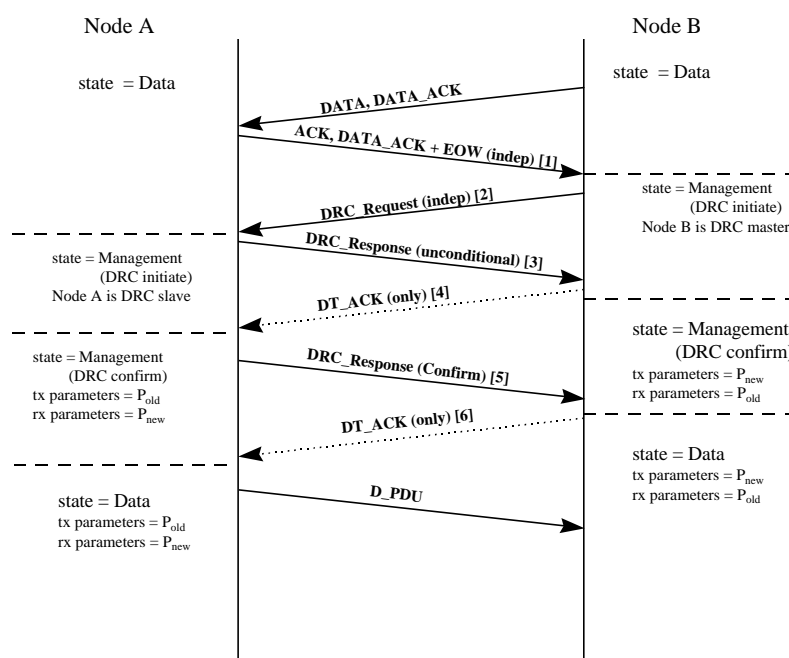 Node A
Node B
state = Data
state = Data
DATA, DATA_ACK
ACK, DATA_ACK + EOW (indep) [1]
state = Management
(DRC initiate)
Node B is DRC master
DRC_Request (indep) [2]
DRC_Response (unconditional) [3]
state = Management
(DRC initiate)
Node A is DRC slave
DT_ACK (only) [4]
state = Management
(DRC confirm)
tx parameters = Pnew
rx parameters = Pold
state = Management
(DRC confirm)
tx parameters = Pold
rx parameters = Pnew
DRC_Response (Confirm) [5]
DT_ACK (only) [6]
state = Data
tx parameters = Pnew
rx parameters = Pold
state = Data
tx parameters = Pold
rx parameters = Pnew
D_PDU